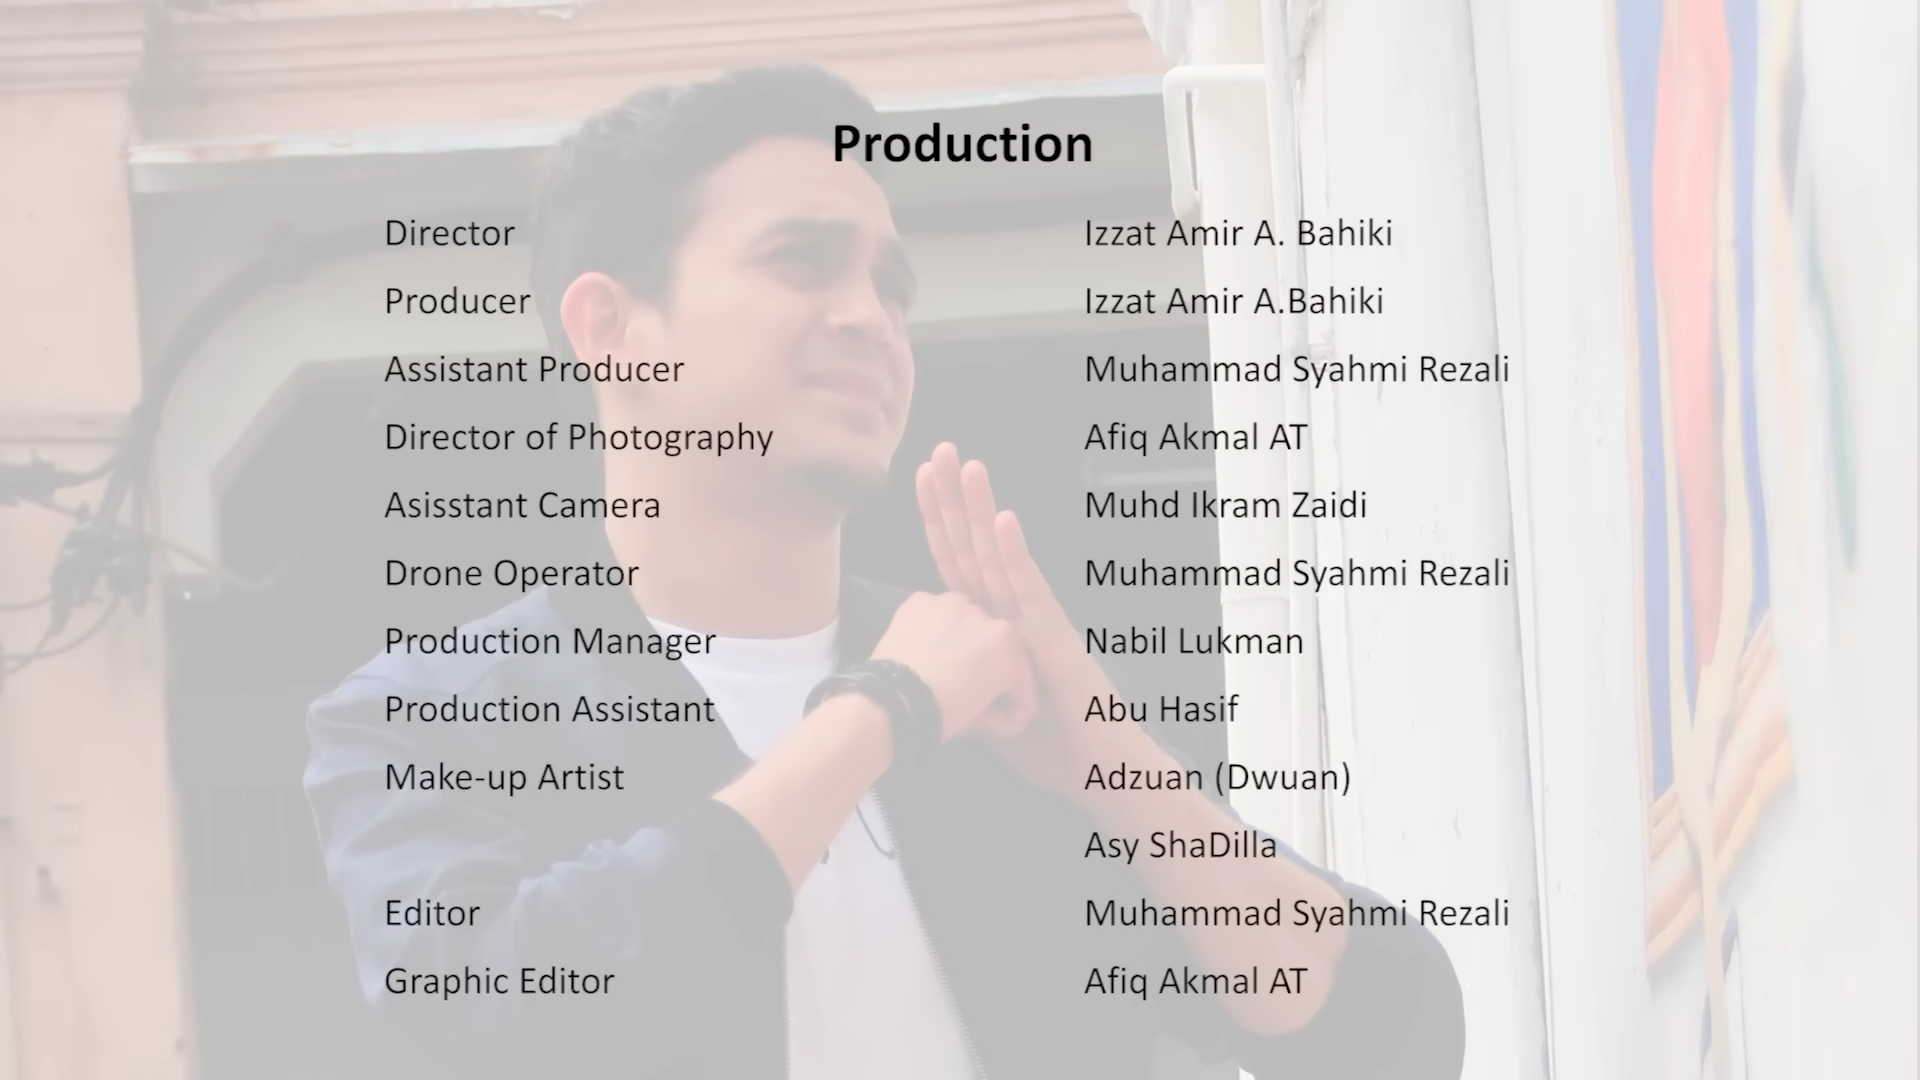 Production
Director Izzat Amir A. Bahiki
Producer Izzat Amir A.Bahiki
Assistant Producer Muhammad Syahmi Rezali
Director of Photography Afiq Akmal AT
Asisstant Camera Muhd Ikram Zaidi
Drone Operator Muhammad Syahmi Rezali
Production Manager Nabil Lukman
Production Assistant Abu Hasif
Make-up Artist Adzuan (Dwuan)
Asy ShaDilla
Editor Muhammad Syahmi Rezali
Graphic Editor Afiq Akmal AT